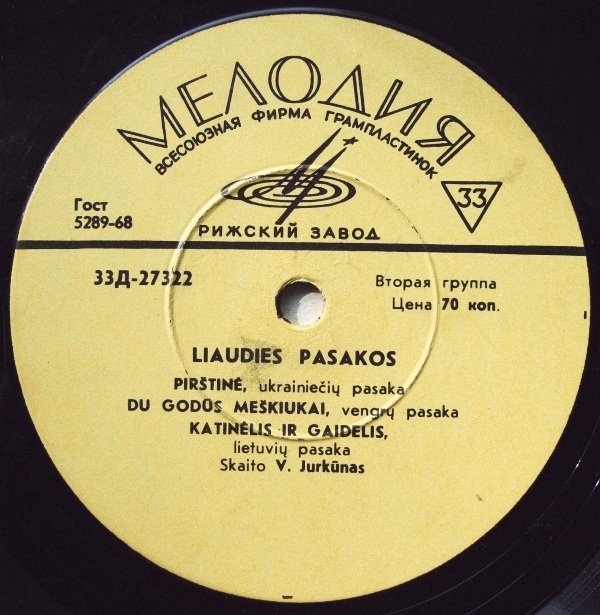 МЕЛОДИЯ
ВСЕСОЮЗНАЯ ФИРМА ГРАМПЛАСТИНОК
33
Гост
5289-68
РИЖСКИЙ ЗАВОД
33Д-27322
Вторая группа
Цена 70 коп.
LIAUDIES PASAKOS
PIRŠTINĖ, ukrainiečių pasaka
DU GODŪS MEŠKIUKAI, vengrų pasaka
KATINĖLIS IR GAIDELIS,
lietuvių pasaka
Skaito V. Jurkūnas